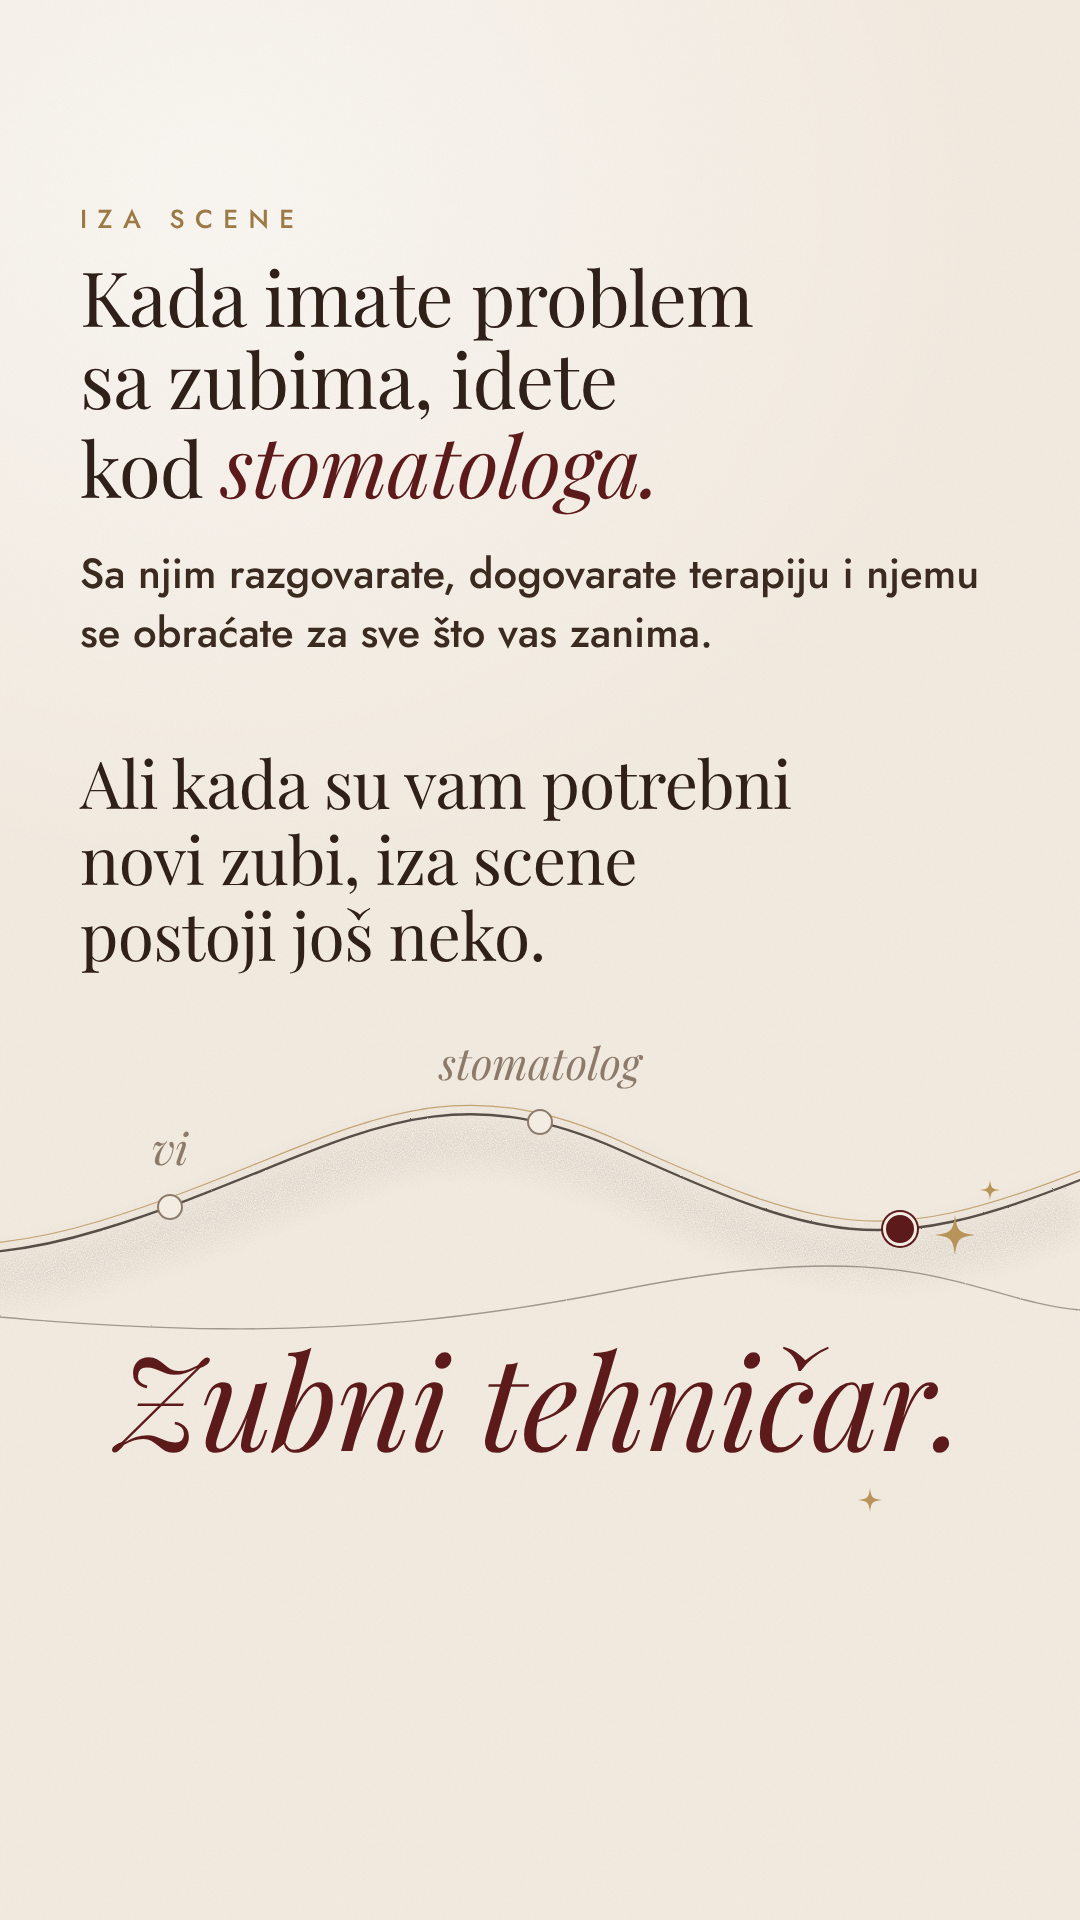 IZA SCENE
Kada imate problem
sa zubima, idete
kod stomatologa.
Sa njim razgovarate, dogovarate terapiju i njemu
se obraćate za sve što vas zanima.
Ali kada su vam potrebni
novi zubi, iza scene
postoji još neko.
stomatolog
vi
Zubni tehničar.